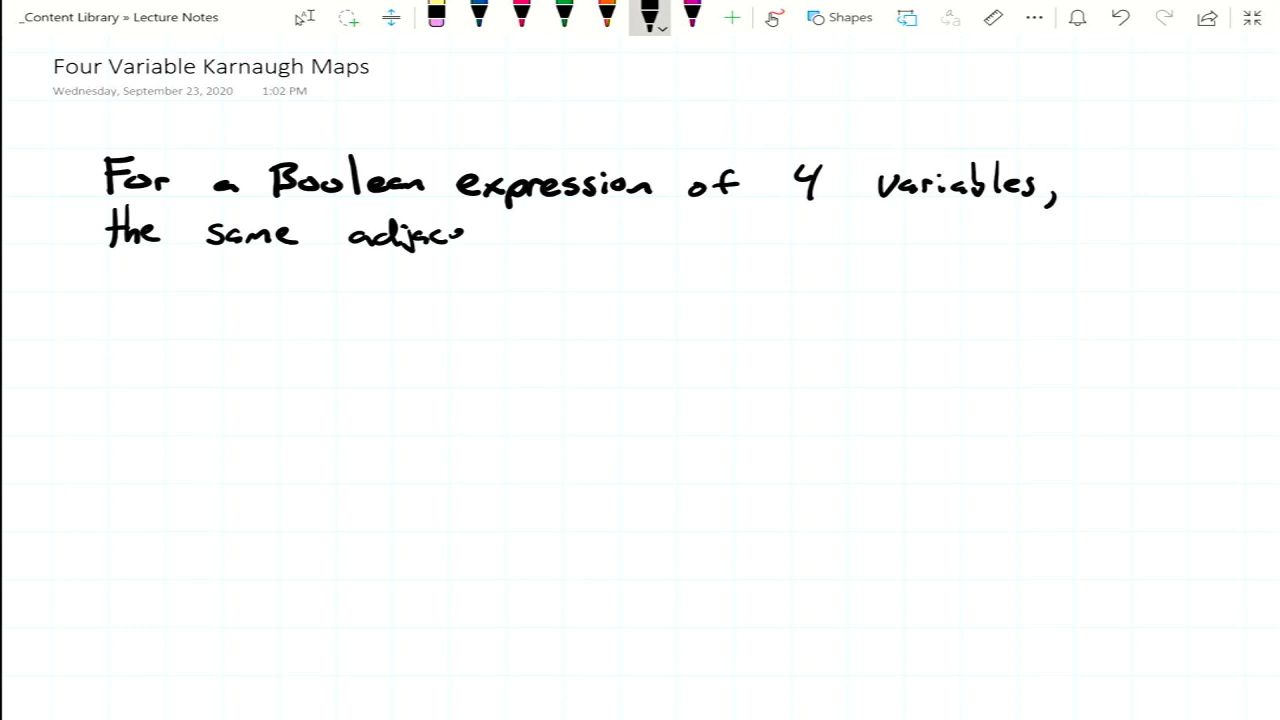 _Content Library » Lecture Notes
Shapes
Four Variable Karnaugh Maps
Wednesday, September 23, 2020 1:02 PM
For a Boolean expression of 4 variables,
the same adjac